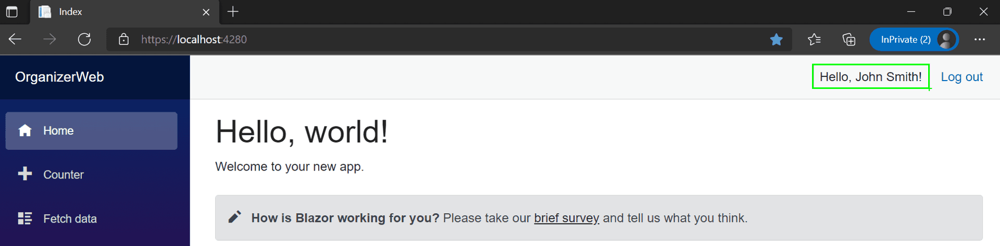 Index
https://localhost:4280
InPrivate (2)
OrganizerWeb
Hello, John Smith!
Log out
Home
Counter
Fetch data
Hello, world!
Welcome to your new app.
How is Blazor working for you? Please take our brief survey and tell us what you think.